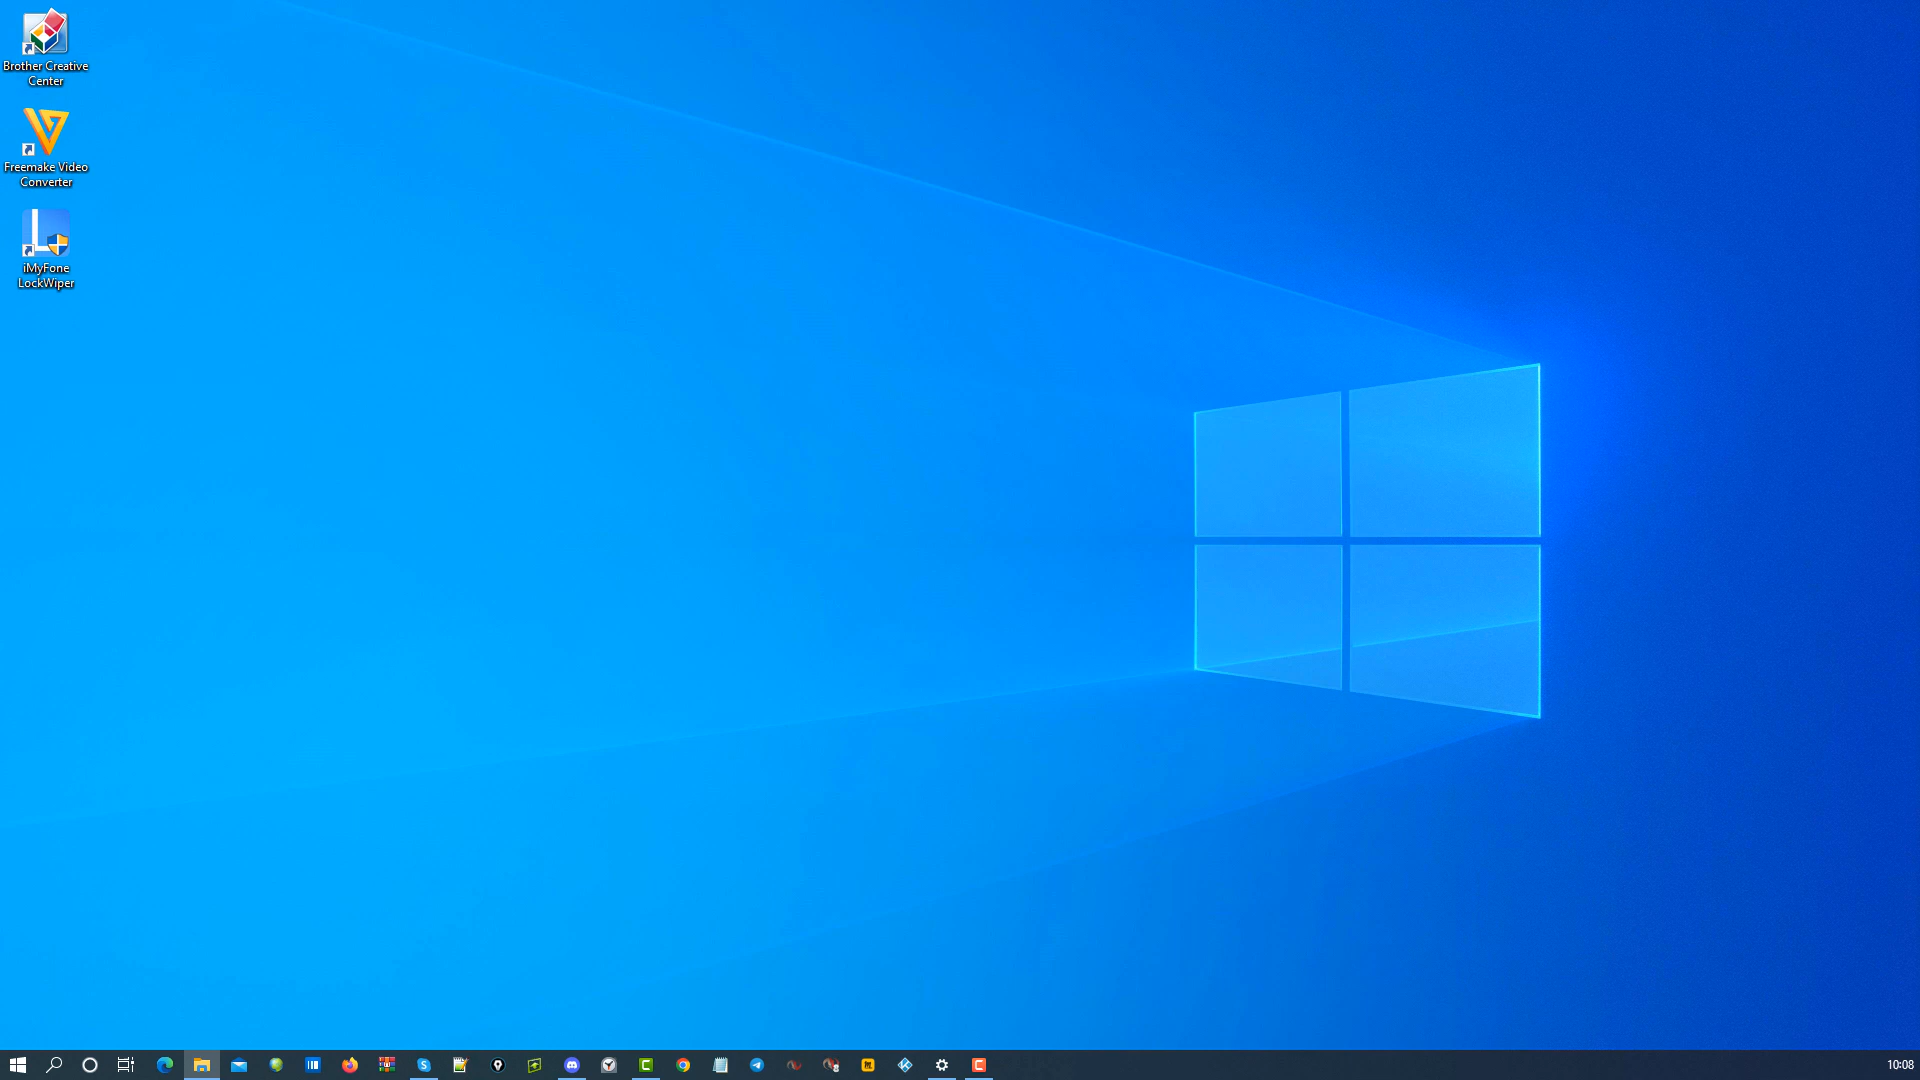 Brother Creative
Center
Freemake Video
Converter
iMyFone
LockWiper
10:08